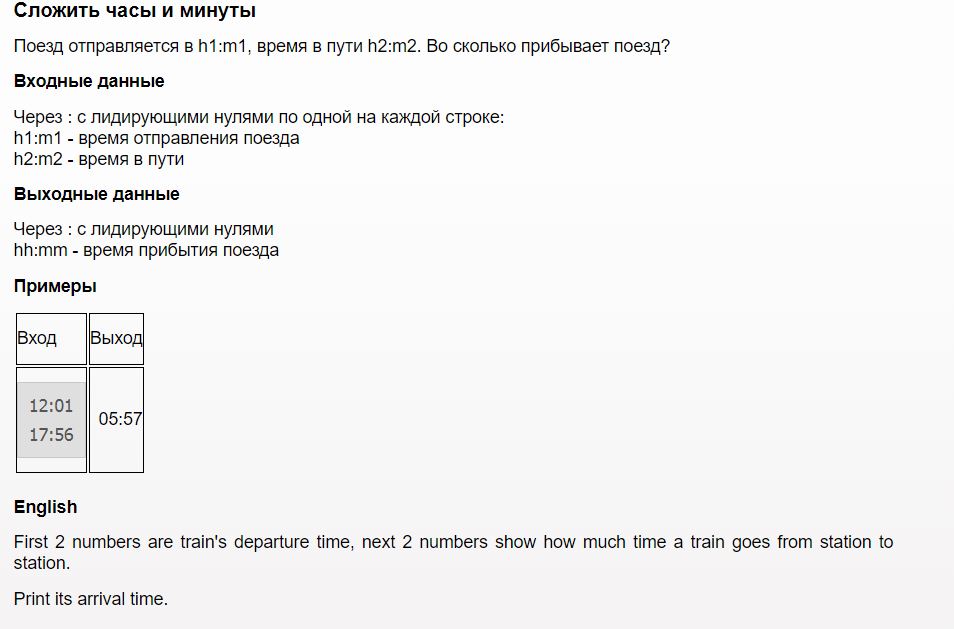 Сложить часы и минуты
Поезд отправляется в h1:m1, время в пути h2:m2. Во сколько прибывает поезд?
Входные данные
Через : с лидирующими нулями по одной на каждой строке:
h1:m1 - время отправления поезда
h2:m2 - время в пути
Выходные данные
Через : с лидирующими нулями
hh:mm - время прибытия поезда
Примеры
Вход Выход
12:01
17:56
05:57
English
First 2 numbers are train's departure time, next 2 numbers show how much time a train goes from station to
station.
Print its arrival time.